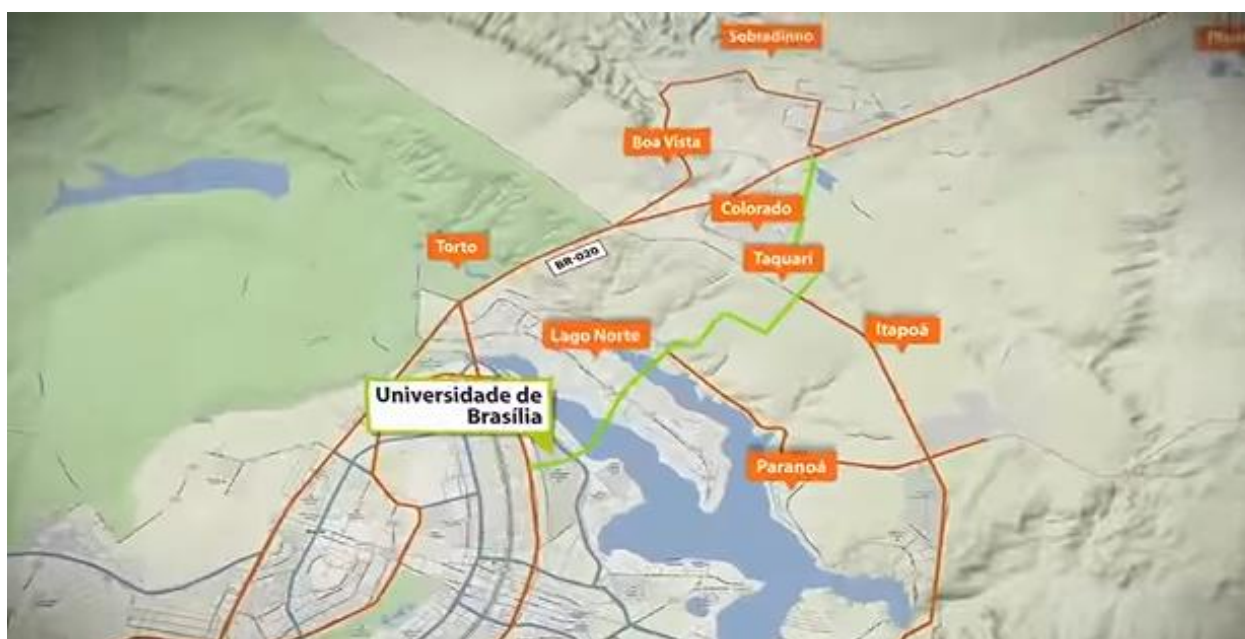 Sobradinho
Boa Vista
Colorado
Torto
BR-020
Taquari
Lago Norte
Itapoã
Universidade de
Brasília
Paranoá